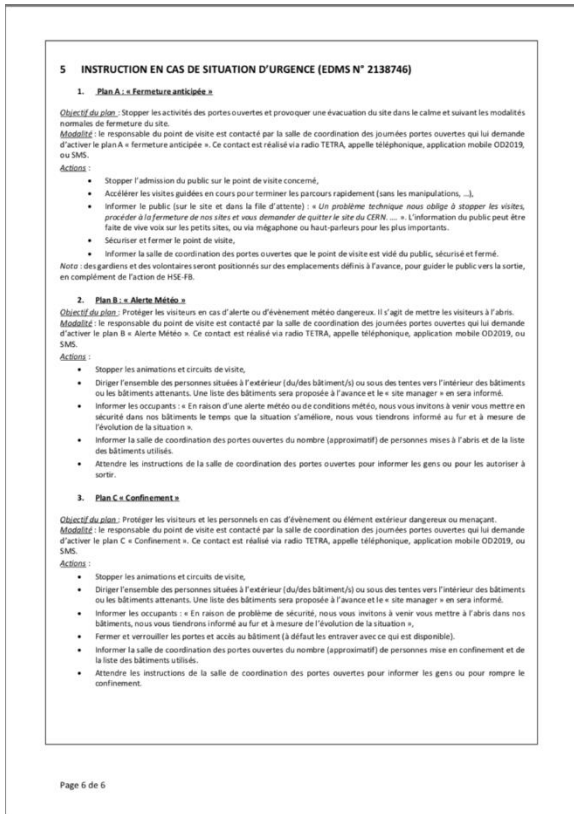 5 INSTRUCTION EN CAS DE SITUATION D'URGENCE (EDMS N° 2138746)
1. Plan A : « Fermeture anticipée »
Objectif du plan : Stopper les activités des portes ouvertes et provoquer une évacuation du site dans le calme et suivant les modalités
normales de fermeture du site.
Modalité : le responsable du point de visite est contacté par la salle de coordination des journées portes ouvertes qui lui demande
d'activer le plan A « fermeture anticipée ». Ce contact est réalisé via radio TETRA, appelle téléphonique, application mobile OD2019,
ou SMS.
Actions :
• Stopper l'admission du public sur le point de visite concerné,
• Accélérer les visites guidées en cours pour terminer les parcours rapidement (sans les manipulations, ...),
• Informer le public (sur le site et dans la file d'attente) : « Un problème technique nous oblige à stopper les visites,
procéder à la fermeture de nos sites et vous demander de quitter le site du CERN. .... ». L'information du public peut être
faite de vive voix sur les petits sites, ou via mégaphone ou haut-parleurs pour les plus importants.
• Sécuriser et fermer le point de visite,
• Informer la salle de coordination des portes ouvertes que le point de visite est vidé du public, sécurisé et fermé.
Nota : des gardiens et des volontaires seront positionnés sur des emplacements définis à l'avance, pour guider le public vers la sortie,
en complément de l'action de HSE-FB.
2. Plan B : « Alerte Météo »
Objectif du plan : Protéger les visiteurs en cas d'alerte ou d'évènement météo dangereux. Il s'agit de mettre les visiteurs à l'abris.
Modalité : le responsable du point de visite est contacté par la salle de coordination des journées portes ouvertes qui lui demande
d'activer le plan B « Alerte Météo ». Ce contact est réalisé via radio TETRA, appelle téléphonique, application mobile OD2019, ou
SMS.
Actions :
• Stopper les animations et circuits de visite,
• Diriger l'ensemble des personnes situées à l'extérieur (du/des bâtiment/s) ou sous des tentes vers l'intérieur des bâtiments
ou les bâtiments attenants. Une liste des bâtiments sera proposée à l'avance et le « site manager » en sera informé.
• Informer les occupants : « En raison d'une alerte météo ou de conditions météo, nous vous invitons à venir vous mettre en
sécurité dans nos bâtiments le temps que la situation s'améliore, nous vous tiendrons informé au fur et à mesure de
l'évolution de la situation ».
• Informer la salle de coordination des portes ouvertes du nombre (approximatif) de personnes mises à l'abris et de la liste
des bâtiments utilisés.
• Attendre les instructions de la salle de coordination des portes ouvertes pour informer les gens ou pour les autoriser à
sortir.
3. Plan C « Confinement »
Objectif du plan : Protéger les visiteurs et les personnels en cas d'évènement ou élément extérieur dangereux ou menaçant.
Modalité : le responsable du point de visite est contacté par la salle de coordination des journées portes ouvertes qui lui demande
d'activer le plan C « Confinement ». Ce contact est réalisé via radio TETRA, appelle téléphonique, application mobile OD2019, ou
SMS.
Actions :
• Stopper les animations et circuits de visite,
• Diriger l'ensemble des personnes situées à l'extérieur (du/des bâtiment/s) ou sous des tentes vers l'intérieur des bâtiments
ou les bâtiments attenants. Une liste des bâtiments sera proposée à l'avance et le « site manager » en sera informé.
• Informer les occupants : « En raison de problème de sécurité, nous vous invitons à venir vous mettre à l'abris dans nos
bâtiments, nous vous tiendrons informé au fur et à mesure de l'évolution de la situation »,
• Fermer et verrouiller les portes et accès au bâtiment (à défaut les entraver avec ce qui est disponible).
• Informer la salle de coordination des portes ouvertes du nombre (approximatif) de personnes mise en confinement et de
la liste des bâtiments utilisés.
• Attendre les instructions de la salle de coordination des portes ouvertes pour informer les gens ou pour rompre le
confinement.
Page 6 de 6